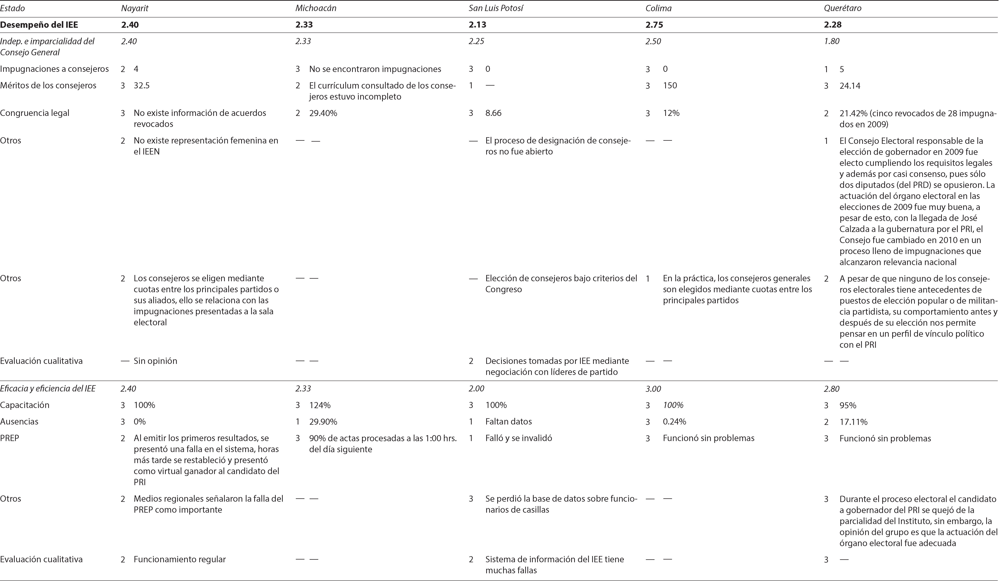 Estado Nayarit Michoacán San Luis Potosí Colima Querétaro
Desempeño del IEE 2.40 2.33 2.13 2.75 2.28
Indep. e imparcialidad del 2.40 2.33 2.25 2.50 1.80
Consejo General
Impugnaciones a consejeros 2 4 3 No se encontraron impugnaciones 3 0 3 0 1 5
Méritos de los consejeros 3 32.5 2 El currículum consultado de los conse- 1 — 3 150 3 24.14
jeros estuvo incompleto
Congruencia legal 3 No existe información de acuerdos 2 29.40% 3 8.66 3 12% 2 21.42% (cinco revocados de 28 impugna-
revocados dos en 2009)
Otros 2 No existe representación femenina en — — — El proceso de designación de conseje- — — 1 El Consejo Electoral responsable de la
el IEEN ros no fue abierto elección de gobernador en 2009 fue
electo cumpliendo los requisitos legales
y además por casi consenso, pues sólo
dos diputados (del PRD) se opusieron. La
actuación del órgano electoral en las
elecciones de 2009 fue muy buena, a
pesar de esto, con la llegada de José
Calzada a la gubernatura por el PRI, el
Consejo fue cambiado en 2010 en un
proceso lleno de impugnaciones que
alcanzaron relevancia nacional
Otros 2 Los consejeros se eligen mediante — — — Elección de consejeros bajo criterios del 1 En la práctica, los consejeros generales 2 A pesar de que ninguno de los conseje-
cuotas entre los principales partidos o Congreso son elegidos mediante cuotas entre los ros electorales tiene antecedentes de
sus aliados, ello se relaciona con las principales partidos puestos de elección popular o de militan-
impugnaciones presentadas a la sala cia partidista, su comportamiento antes y
electoral después de su elección nos permite
pensar en un perfil de vínculo político
con el PRI
Evaluación cualitativa — Sin opinión — — 2 Decisiones tomadas por IEE mediante — — — —
negociación con líderes de partido
Eficacia y eficiencia del IEE 2.40 2.33 2.00 3.00 2.80
Capacitación 3 100% 3 124% 3 100% 3 100% 3 95%
Ausencias 3 0% 1 29.90% 1 Faltan datos 3 0.24% 2 17.11%
PREP 2 Al emitir los primeros resultados, se 3 90% de actas procesadas a las 1:00 hrs. 1 Falló y se invalidó 3 Funcionó sin problemas 3 Funcionó sin problemas
presentó una falla en el sistema, horas del día siguiente
más tarde se restableció y presentó
como virtual ganador al candidato del
PRI
Otros 2 Medios regionales señalaron la falla del — — 3 Se perdió la base de datos sobre funcio- — — 3 Durante el proceso electoral el candidato
PREP como importante narios de casillas a gobernador del PRI se quejó de la
parcialidad del Instituto, sin embargo, la
opinión del grupo es que la actuación del
órgano electoral fue adecuada
Evaluación cualitativa 2 Funcionamiento regular — — 2 Sistema de información del IEE tiene — — 3 —
muchas fallas